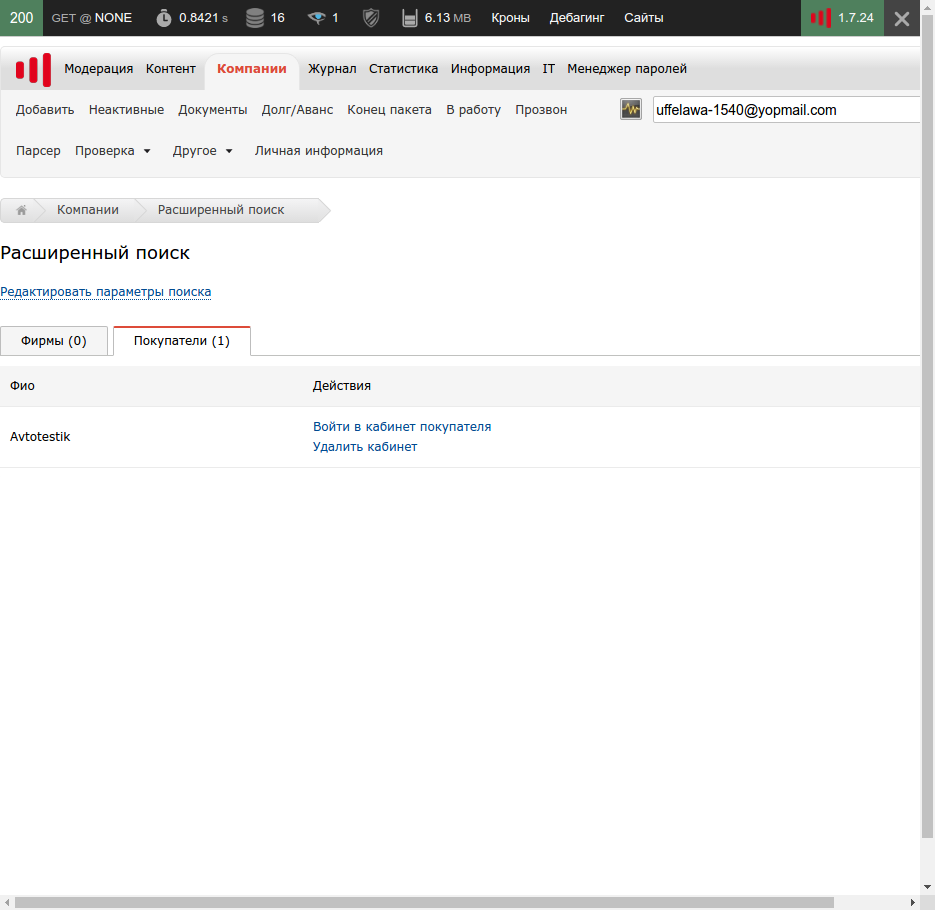 200 GET @ NONE 0.8421 s 16 1 6.13 MB Кроны Дебагинг Сайты 1.7.24
Модерация Контент Компании Журнал Статистика Информация IT Менеджер паролей
Добавить Неактивные Документы Долг/Аванс Конец пакета В работу Прозвон uffelawa-1540@yopmail.com
Парсер Проверка Другое Личная информация
Компании Расширенный поиск
Расширенный поиск
Редактировать параметры поиска
Фирмы (0) Покупатели (1)
Фио Действия
Avtotestik
Войти в кабинет покупателя
Удалить кабинет